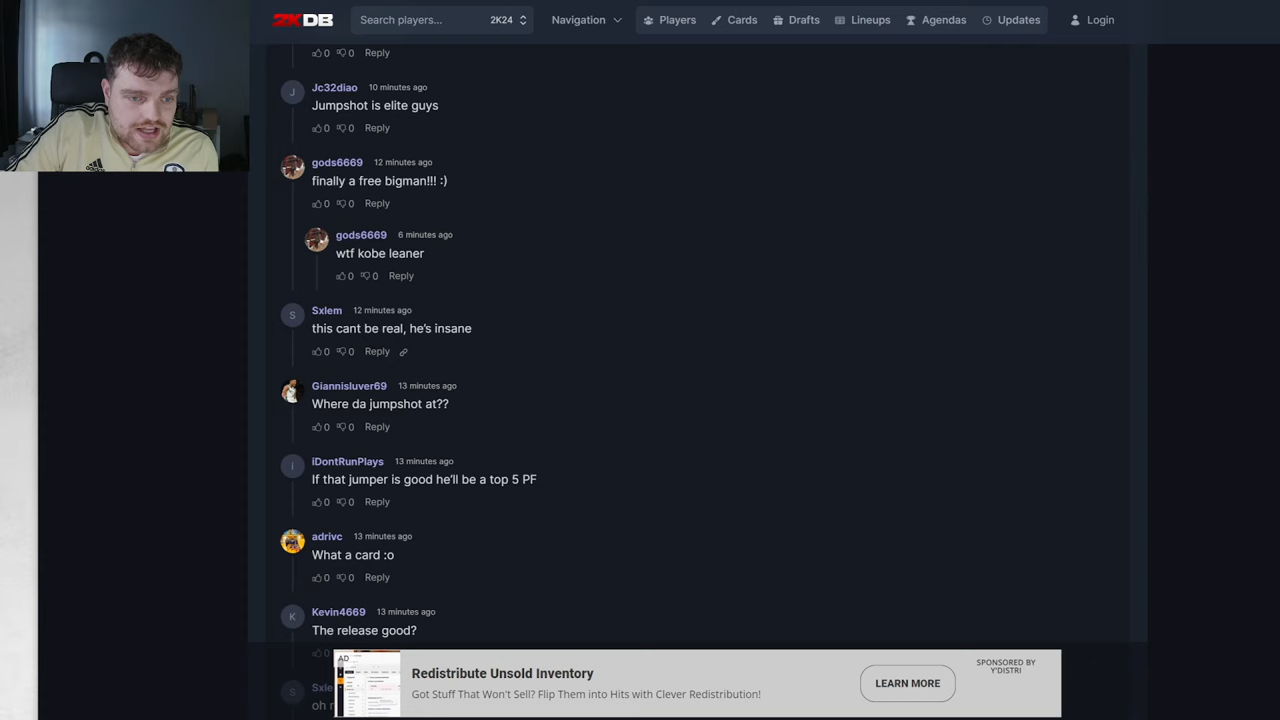 2KDB
Search players...
2K24
Navigation
Players
Cards
Drafts
Lineups
Agendas
Updates
Login
0 0 Reply
J
Jc32diao 10 minutes ago
Jumpshot is elite guys
0 0 Reply
gods6669 12 minutes ago
finally a free bigman!!! :)
0 0 Reply
gods6669 6 minutes ago
wtf kobe leaner
0 0 Reply
S
Sxlem 12 minutes ago
this cant be real, he's insane
0 0 Reply
Giannisluver69 13 minutes ago
Where da jumpshot at??
0 0 Reply
i
iDontRunPlays 13 minutes ago
If that jumper is good he'll be a top 5 PF
0 0 Reply
adrivc 13 minutes ago
What a card :o
0 0 Reply
K
Kevin4669 13 minutes ago
The release good?
0
S
Sxle
oh
AD
Redistribute Unsold Inventory
Got Stuff That Won't Sell? Flip Them into Hits with Clever Redistribution!
LEARN MORE
SPONSORED BY
Y'DISTRI